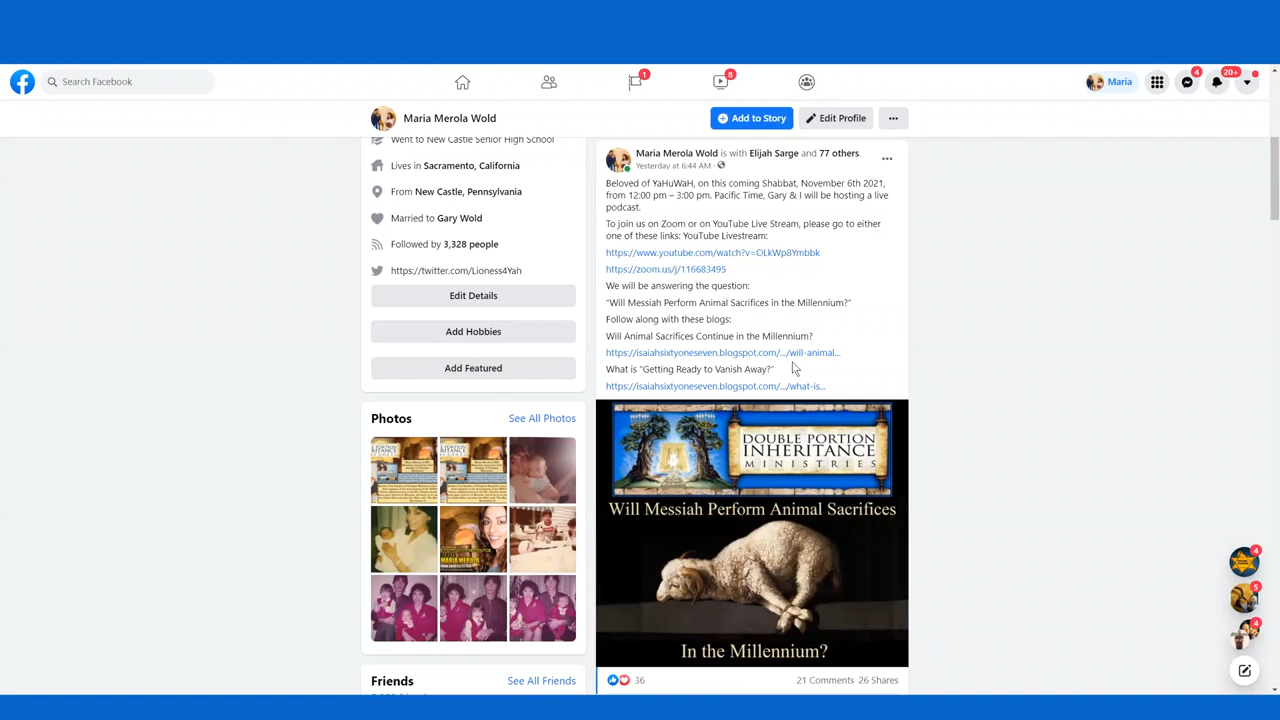 Search Facebook
1
8
Maria
4
20+
Maria Merola Wold
Add to Story
Edit Profile
Went to New Castle Senior High School
Lives in Sacramento, California
From New Castle, Pennsylvania
Married to Gary Wold
Followed by 3,328 people
https://twitter.com/Lioness4Yah
Edit Details
Add Hobbies
Add Featured
Photos
See All Photos
Friends
See All Friends
Maria Merola Wold is with Elijah Sarge and 77 others.
Yesterday at 6:44 AM
Beloved of YaHuWaH, on this coming Shabbat, November 6th 2021,
from 12:00 pm – 3:00 pm. Pacific Time, Gary & I will be hosting a live
podcast.
To join us on Zoom or on YouTube Live Stream, please go to either
one of these links: YouTube Livestream:
https://www.youtube.com/watch?v=OLkWp8Ymbbk
https://zoom.us/j/116683495
We will be answering the question:
“Will Messiah Perform Animal Sacrifices in the Millennium?”
Follow along with these blogs:
Will Animal Sacrifices Continue in the Millennium?
https://isaiahsixtyoneseven.blogspot.com/.../will-animal...
What is “Getting Ready to Vanish Away?”
https://isaiahsixtyoneseven.blogspot.com/.../what-is...
DOUBLE PORTION
INHERITANCE
MINISTRIES
Will Messiah Perform Animal Sacrifices
In the Millennium?
36
21 Comments 26 Shares
4
5
4